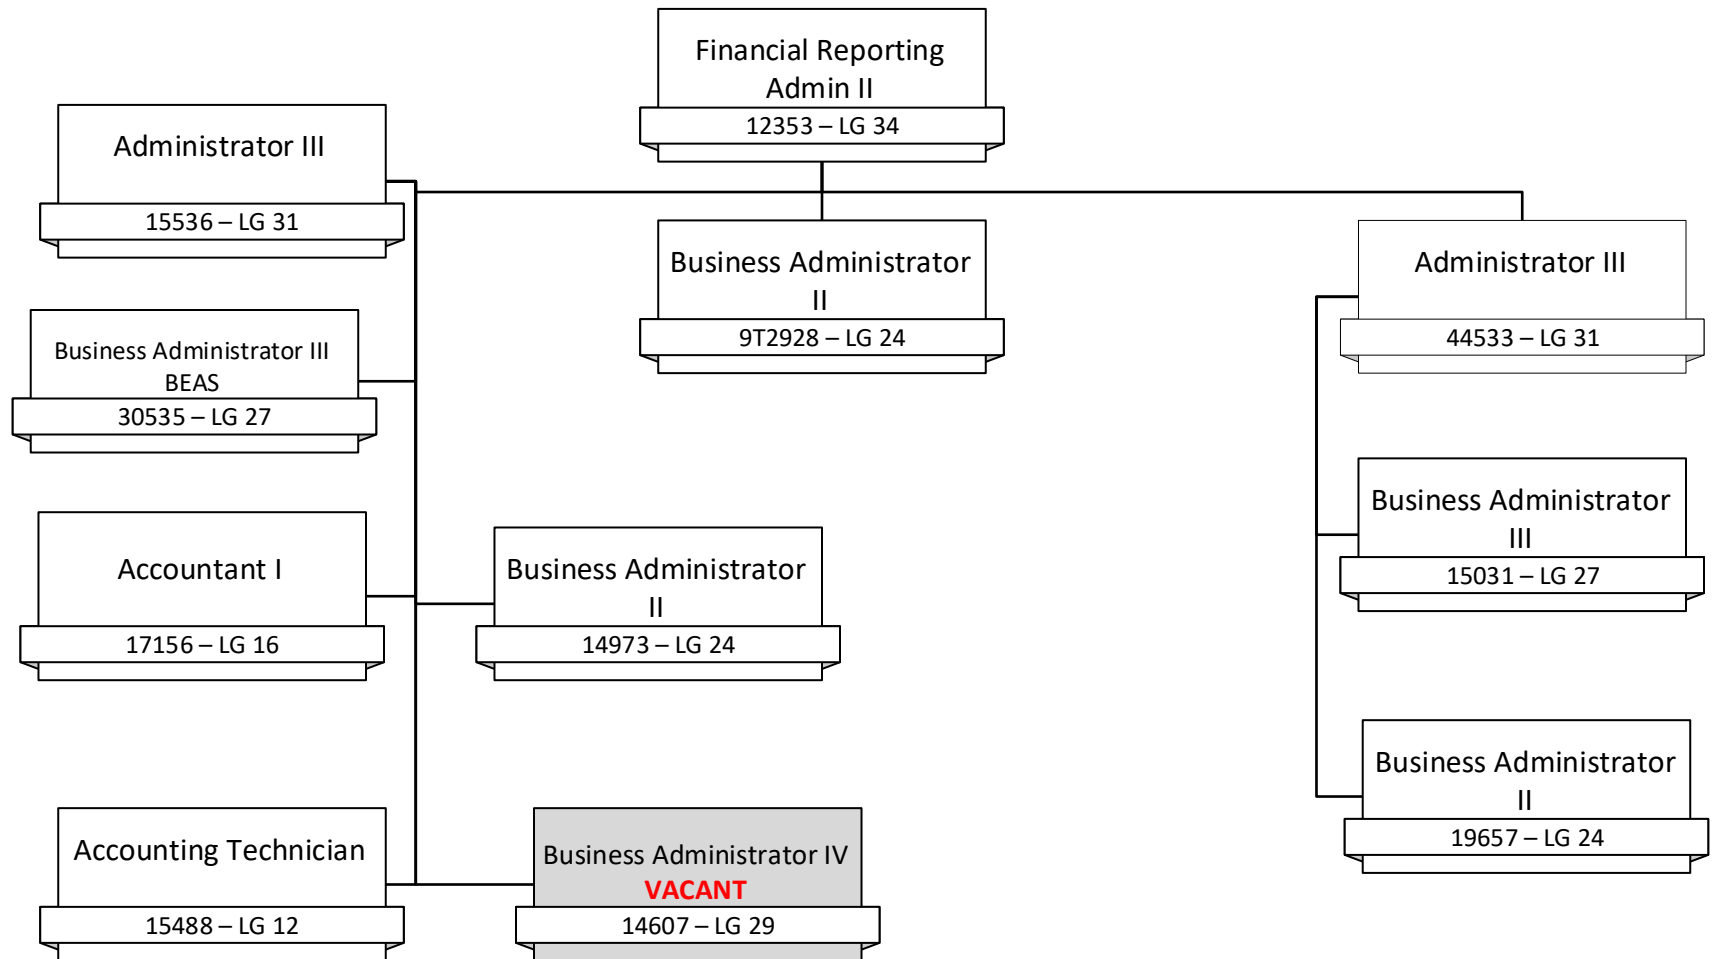 Financial Reporting
Admin II
12353 – LG 34
Administrator III
15536 – LG 31
Business Administrator
II
9T2928 – LG 24
Administrator III
44533 – LG 31
Business Administrator III
BEAS
30535 – LG 27
Accountant I
17156 – LG 16
Business Administrator
II
14973 – LG 24
Business Administrator
III
15031 – LG 27
Accounting Technician
15488 – LG 12
Business Administrator IV
VACANT
14607 – LG 29
Business Administrator
II
19657 – LG 24